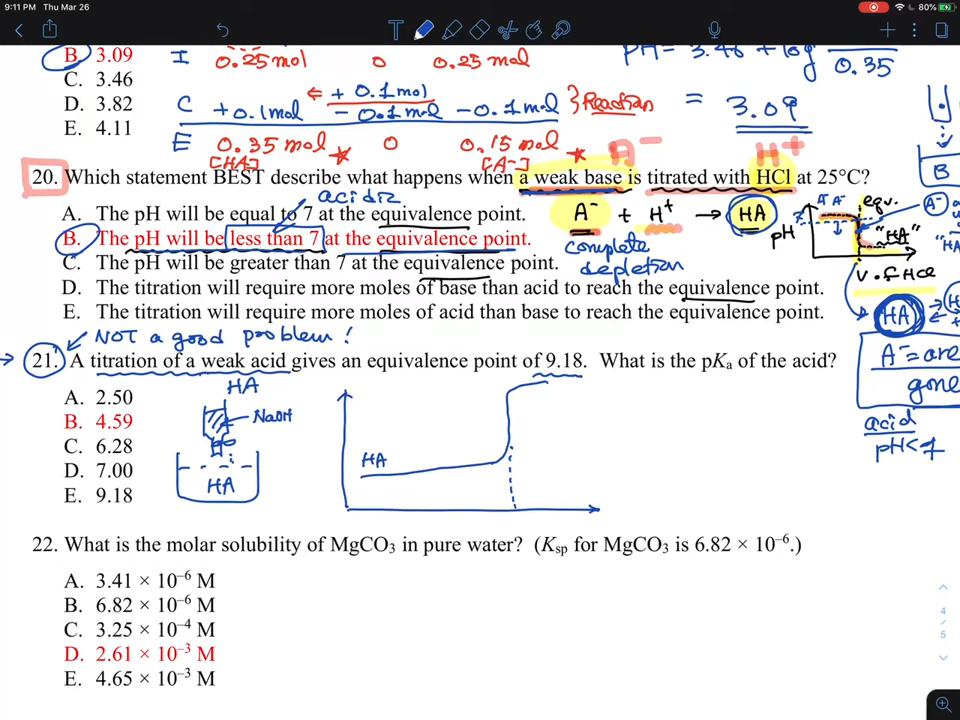 9:11 PM Thu Mar 26
80%
B. 3.09
C. 3.46
D. 3.82
E. 4.11
I 0.25 mol 0 0.25 mol
⇐ + 0.1 mol
C + 0.1 mol - 0.1 mol - 0.1 mol } Reaction
E 0.35 mol * 0 0.15 mol *
[HA] [A⁻]
pH = 3.46 + log 0.35
= 3.09
A⁻ H⁺
20. Which statement BEST describe what happens when a weak base is titrated with HCl at 25°C?
acidic
A. The pH will be equal to 7 at the equivalence point.
B. The pH will be less than 7 at the equivalence point.
C. The pH will be greater than 7 at the equivalence point.
D. The titration will require more moles of base than acid to reach the equivalence point.
E. The titration will require more moles of acid than base to reach the equivalence point.
A⁻ + H⁺ → HA
complete
depletion
A⁻ A⁻ equ.
pH 7
"HA"
V. of HCl
B
A⁻
HA
A⁻ = are
gone
acid
pH < 7
NOT a good problem!
21. A titration of a weak acid gives an equivalence point of 9.18. What is the pKₐ of the acid?
HA
A. 2.50
B. 4.59
C. 6.28
D. 7.00
E. 9.18
NaOH
HA
HA
22. What is the molar solubility of MgCO₃ in pure water? (Ksp for MgCO₃ is 6.82 × 10⁻⁶.)
A. 3.41 × 10⁻⁶ M
B. 6.82 × 10⁻⁶ M
C. 3.25 × 10⁻⁴ M
D. 2.61 × 10⁻³ M
E. 4.65 × 10⁻³ M
4
/
5